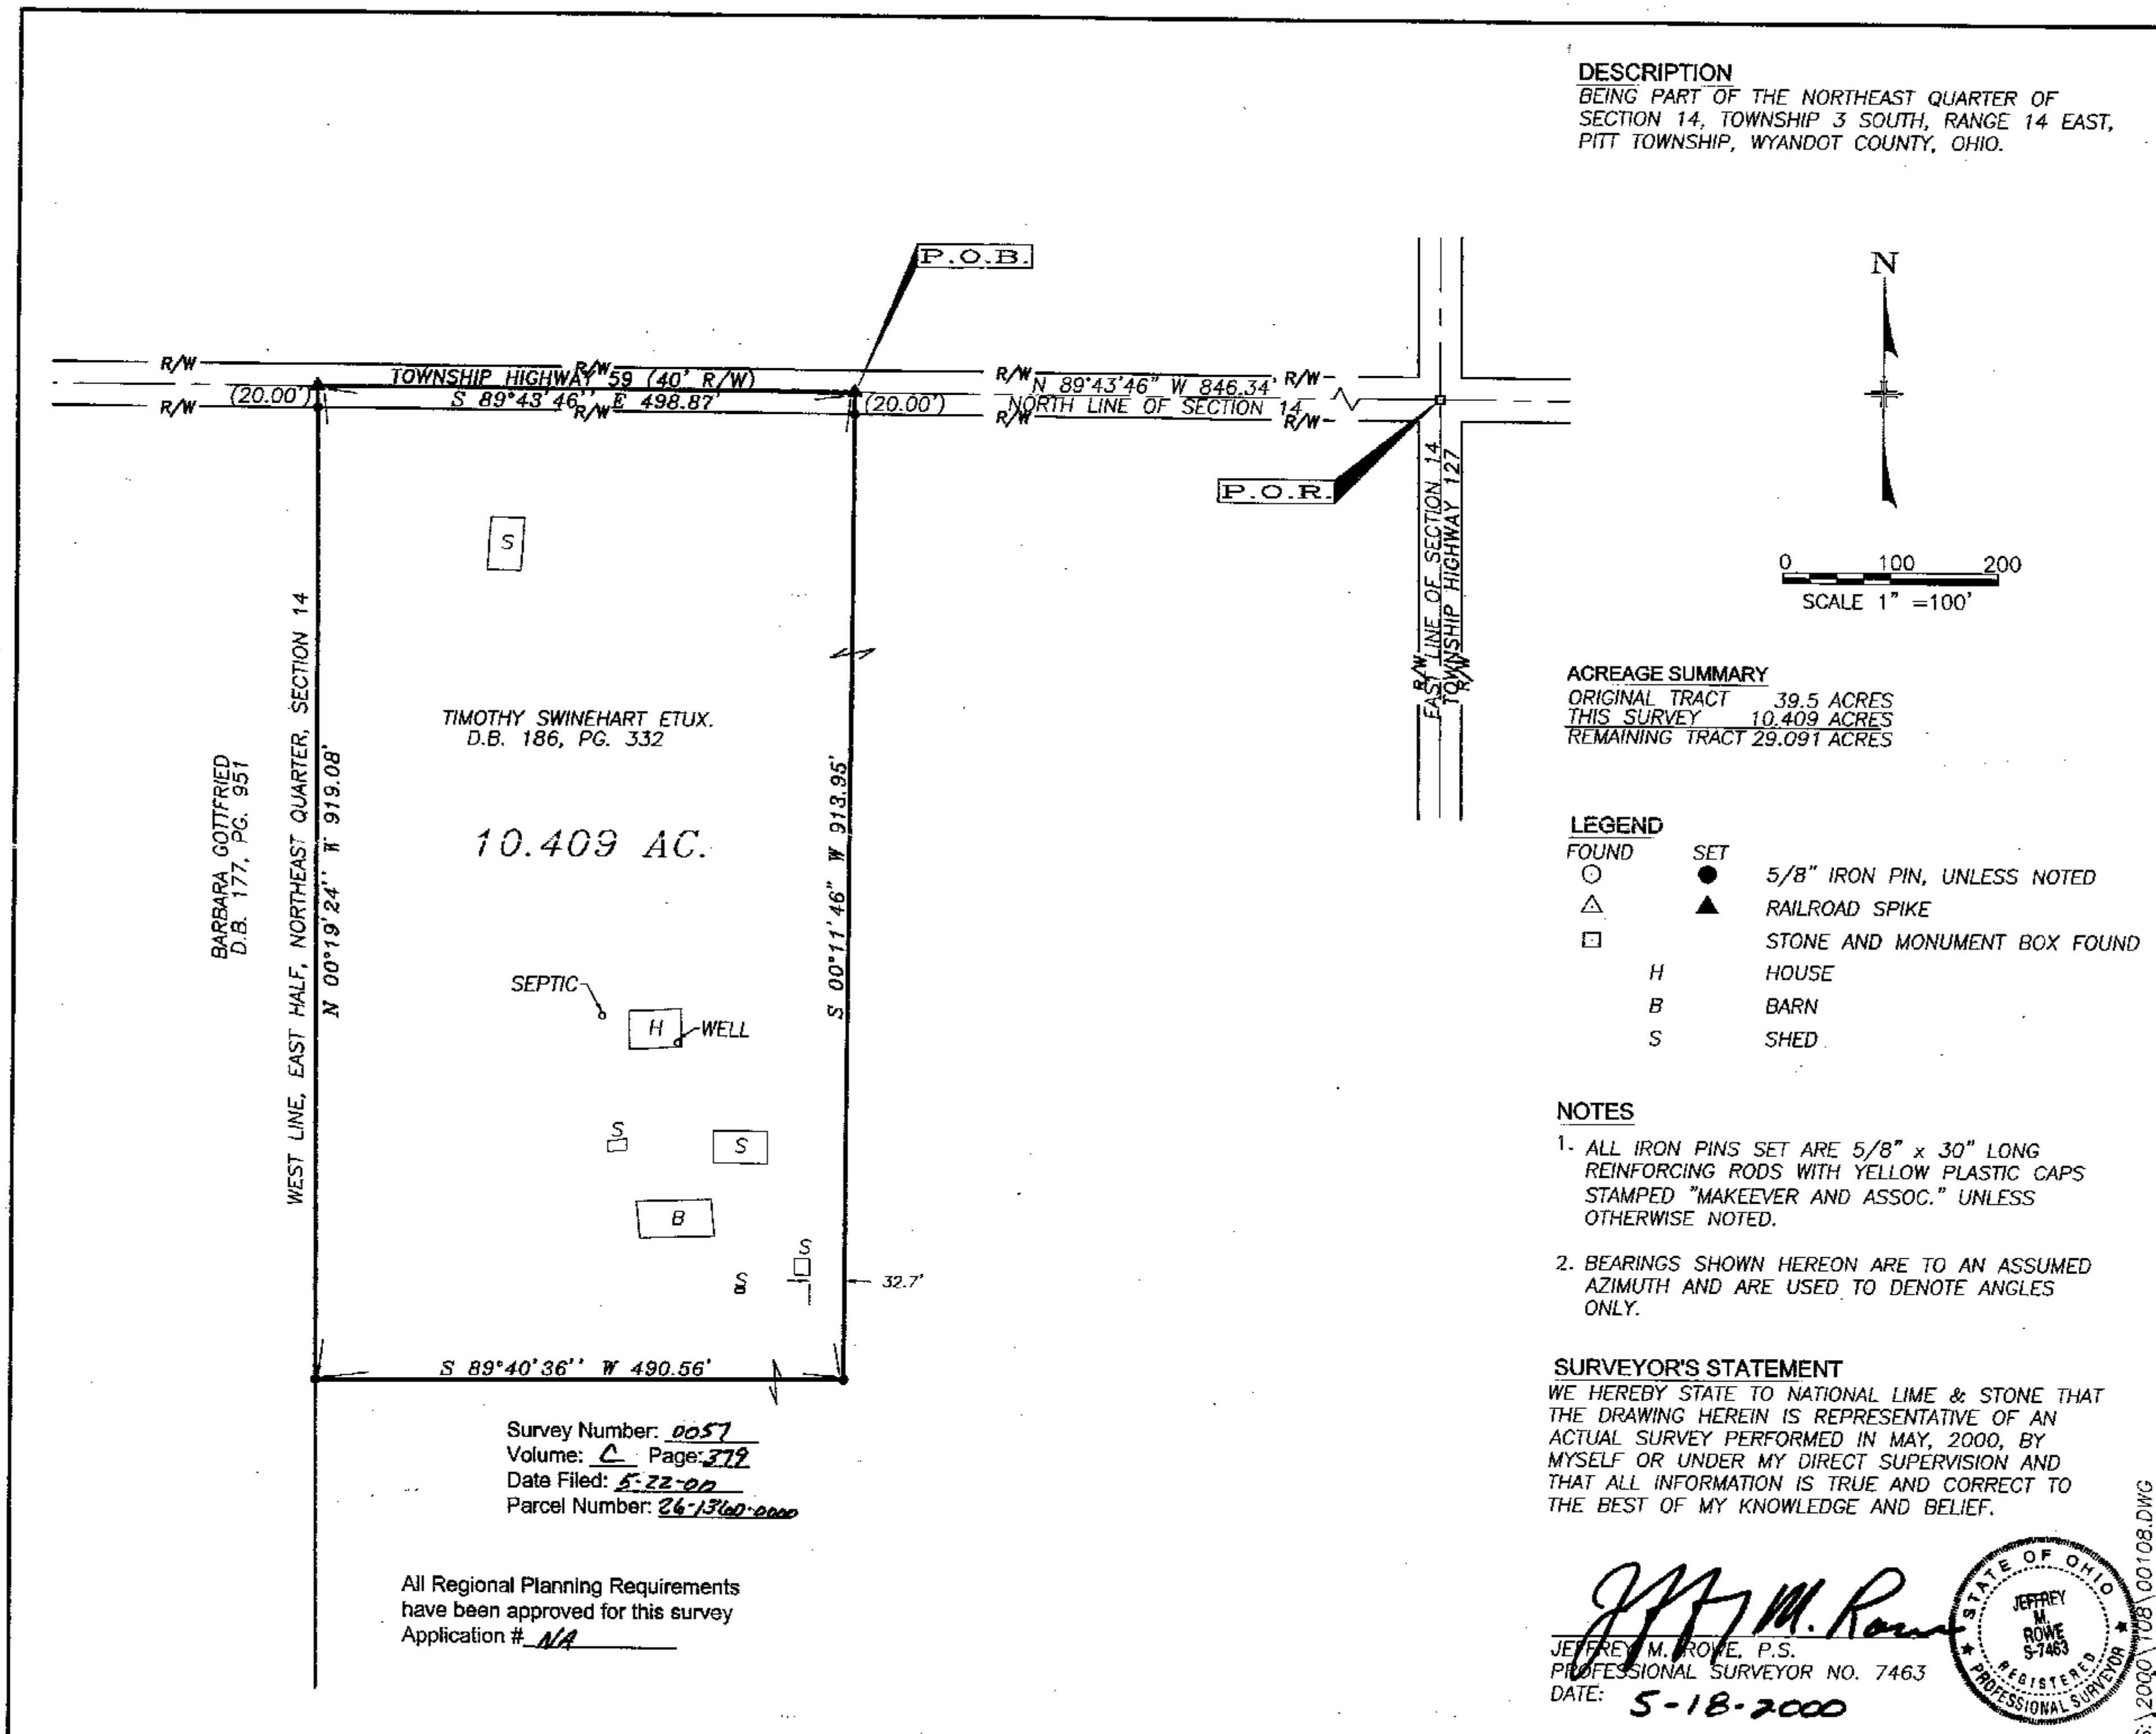 DESCRIPTION
BEING PART OF THE NORTHEAST QUARTER OF
SECTION 14, TOWNSHIP 3 SOUTH, RANGE 14 EAST,
PITT TOWNSHIP, WYANDOT COUNTY, OHIO.
P.O.B.
N
R/W
R/W
R/W
R/W
TOWNSHIP HIGHWAY 59 (40' R/W)
N 89°43'46" W 846.34'
(20.00')
S 89°43'46'' E 498.87'
(20.00')
NORTH LINE OF SECTION 14
R/W
R/W
R/W
R/W
P.O.R.
EAST LINE OF SECTION 14
TOWNSHIP HIGHWAY 127
R/W
R/W
S
0 100 200
SCALE 1" =100'
ACREAGE SUMMARY
ORIGINAL TRACT 39.5 ACRES
THIS SURVEY 10.409 ACRES
REMAINING TRACT 29.091 ACRES
TIMOTHY SWINEHART ETUX.
D.B. 186, PG. 332
10.409 AC.
BARBARA GOTTFRIED
D.B. 177, PG. 951
WEST LINE, EAST HALF, NORTHEAST QUARTER, SECTION 14
N 00°19'24'' W 919.08'
S 00°11'46" W 913.95'
LEGEND
FOUND SET
5/8" IRON PIN, UNLESS NOTED
RAILROAD SPIKE
STONE AND MONUMENT BOX FOUND
H HOUSE
B BARN
S SHED
SEPTIC
H
WELL
S
S
B
S
S
32.7'
S 89°40'36'' W 490.56'
NOTES
1. ALL IRON PINS SET ARE 5/8" x 30" LONG
REINFORCING RODS WITH YELLOW PLASTIC CAPS
STAMPED "MAKEEVER AND ASSOC." UNLESS
OTHERWISE NOTED.
2. BEARINGS SHOWN HEREON ARE TO AN ASSUMED
AZIMUTH AND ARE USED TO DENOTE ANGLES
ONLY.
SURVEYOR'S STATEMENT
WE HEREBY STATE TO NATIONAL LIME & STONE THAT
THE DRAWING HEREIN IS REPRESENTATIVE OF AN
ACTUAL SURVEY PERFORMED IN MAY, 2000, BY
MYSELF OR UNDER MY DIRECT SUPERVISION AND
THAT ALL INFORMATION IS TRUE AND CORRECT TO
THE BEST OF MY KNOWLEDGE AND BELIEF.
Survey Number: 0057
Volume: C Page: 379
Date Filed: 5-22-00
Parcel Number: 26-1360-0000
All Regional Planning Requirements
have been approved for this survey
Application # NA
Jeffrey M. Rowe
JEFFREY M. ROWE, P.S.
PROFESSIONAL SURVEYOR NO. 7463
DATE: 5-18-2000
STATE OF OHIO
JEFFREY
M.
ROWE
S-7463
REGISTERED
PROFESSIONAL SURVEYOR
\2000\108\00108.DWG